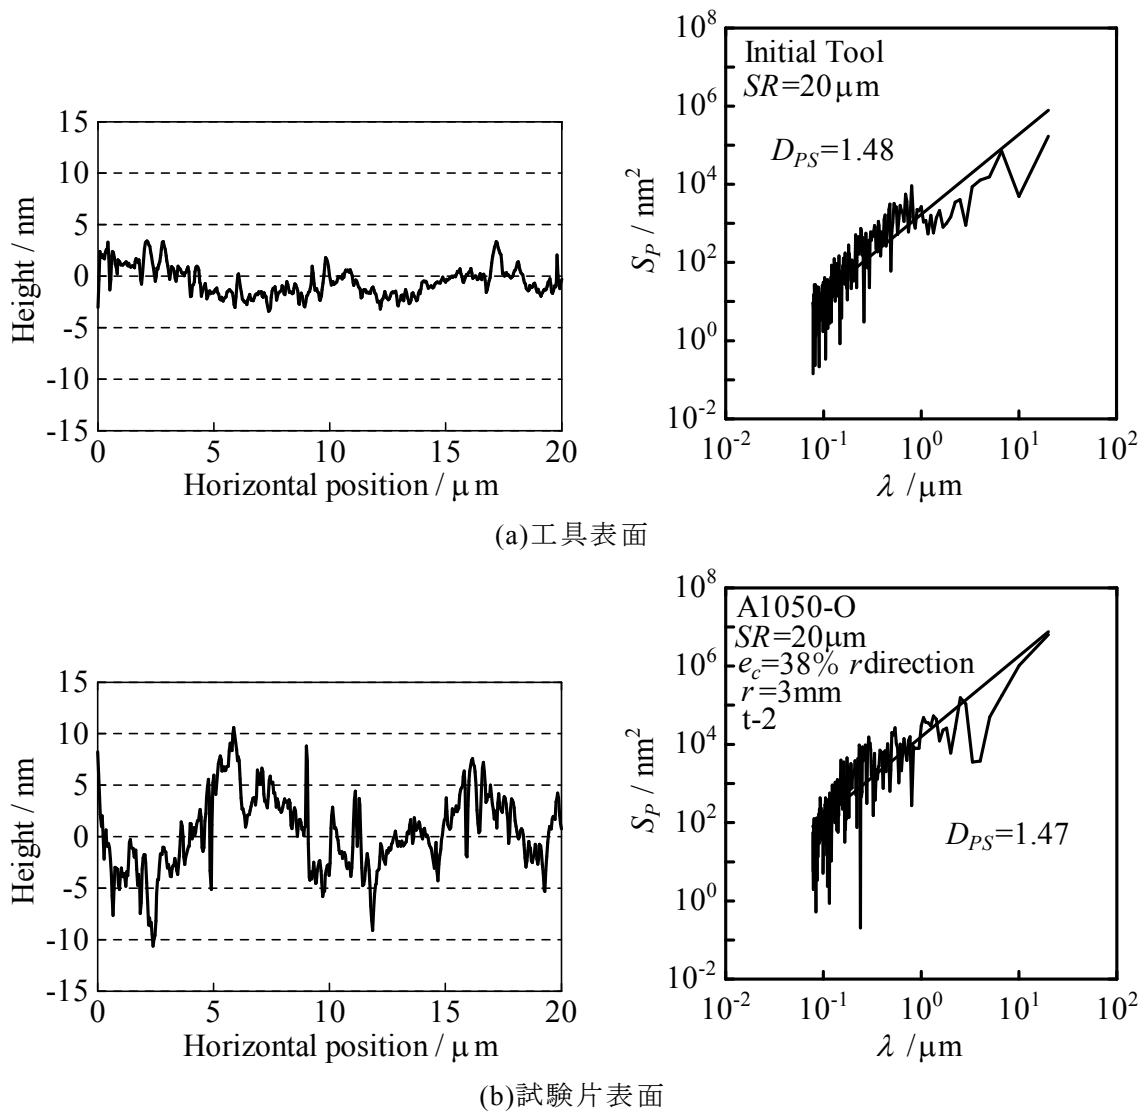 15
10
5
0
-5
-10
-15
Height / nm
0 5 10 15 20
Horizontal position / μm
10^8
10^6
10^4
10^2
10^0
10^-2
S_P / nm^2
Initial Tool
SR=20μm
D_PS=1.48
10^-2 10^-1 10^0 10^1 10^2
λ /μm
(a)工具表面
15
10
5
0
-5
-10
-15
Height / nm
0 5 10 15 20
Horizontal position / μm
10^8
10^6
10^4
10^2
10^0
10^-2
S_P / nm^2
A1050-O
SR=20μm
e_c=38% r direction
r=3mm
t-2
D_PS=1.47
10^-2 10^-1 10^0 10^1 10^2
λ /μm
(b)試験片表面